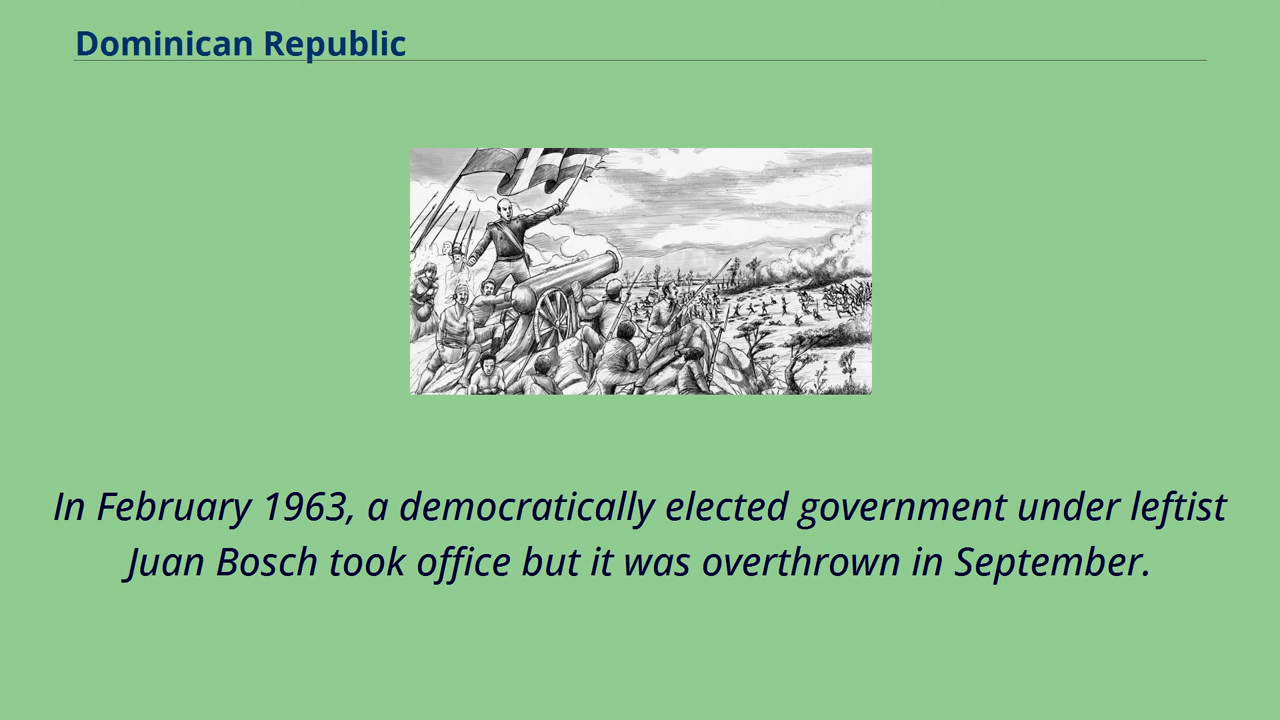 Dominican Republic
In February 1963, a democratically elected government under leftist
Juan Bosch took office but it was overthrown in September.